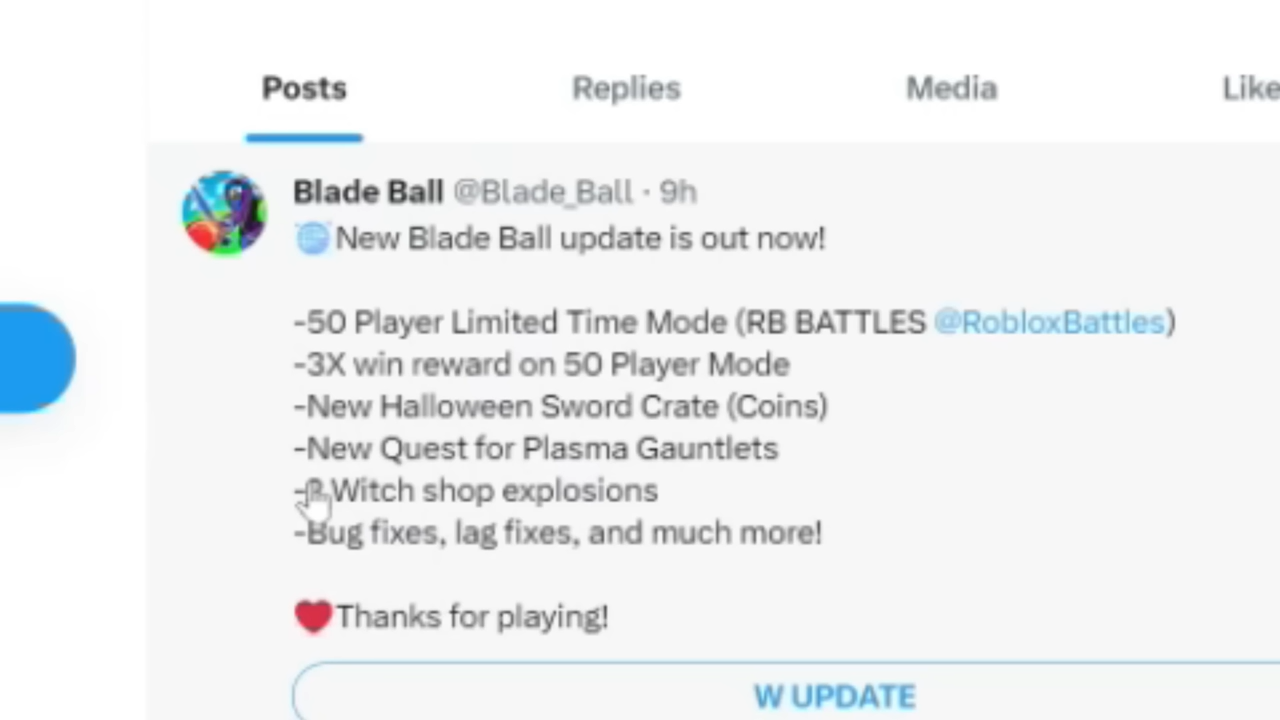 Posts Replies Media Like
Blade Ball @Blade_Ball · 9h
New Blade Ball update is out now!
-50 Player Limited Time Mode (RB BATTLES @RobloxBattles)
-3X win reward on 50 Player Mode
-New Halloween Sword Crate (Coins)
-New Quest for Plasma Gauntlets
- Witch shop explosions
-Bug fixes, lag fixes, and much more!
Thanks for playing!
W UPDATE